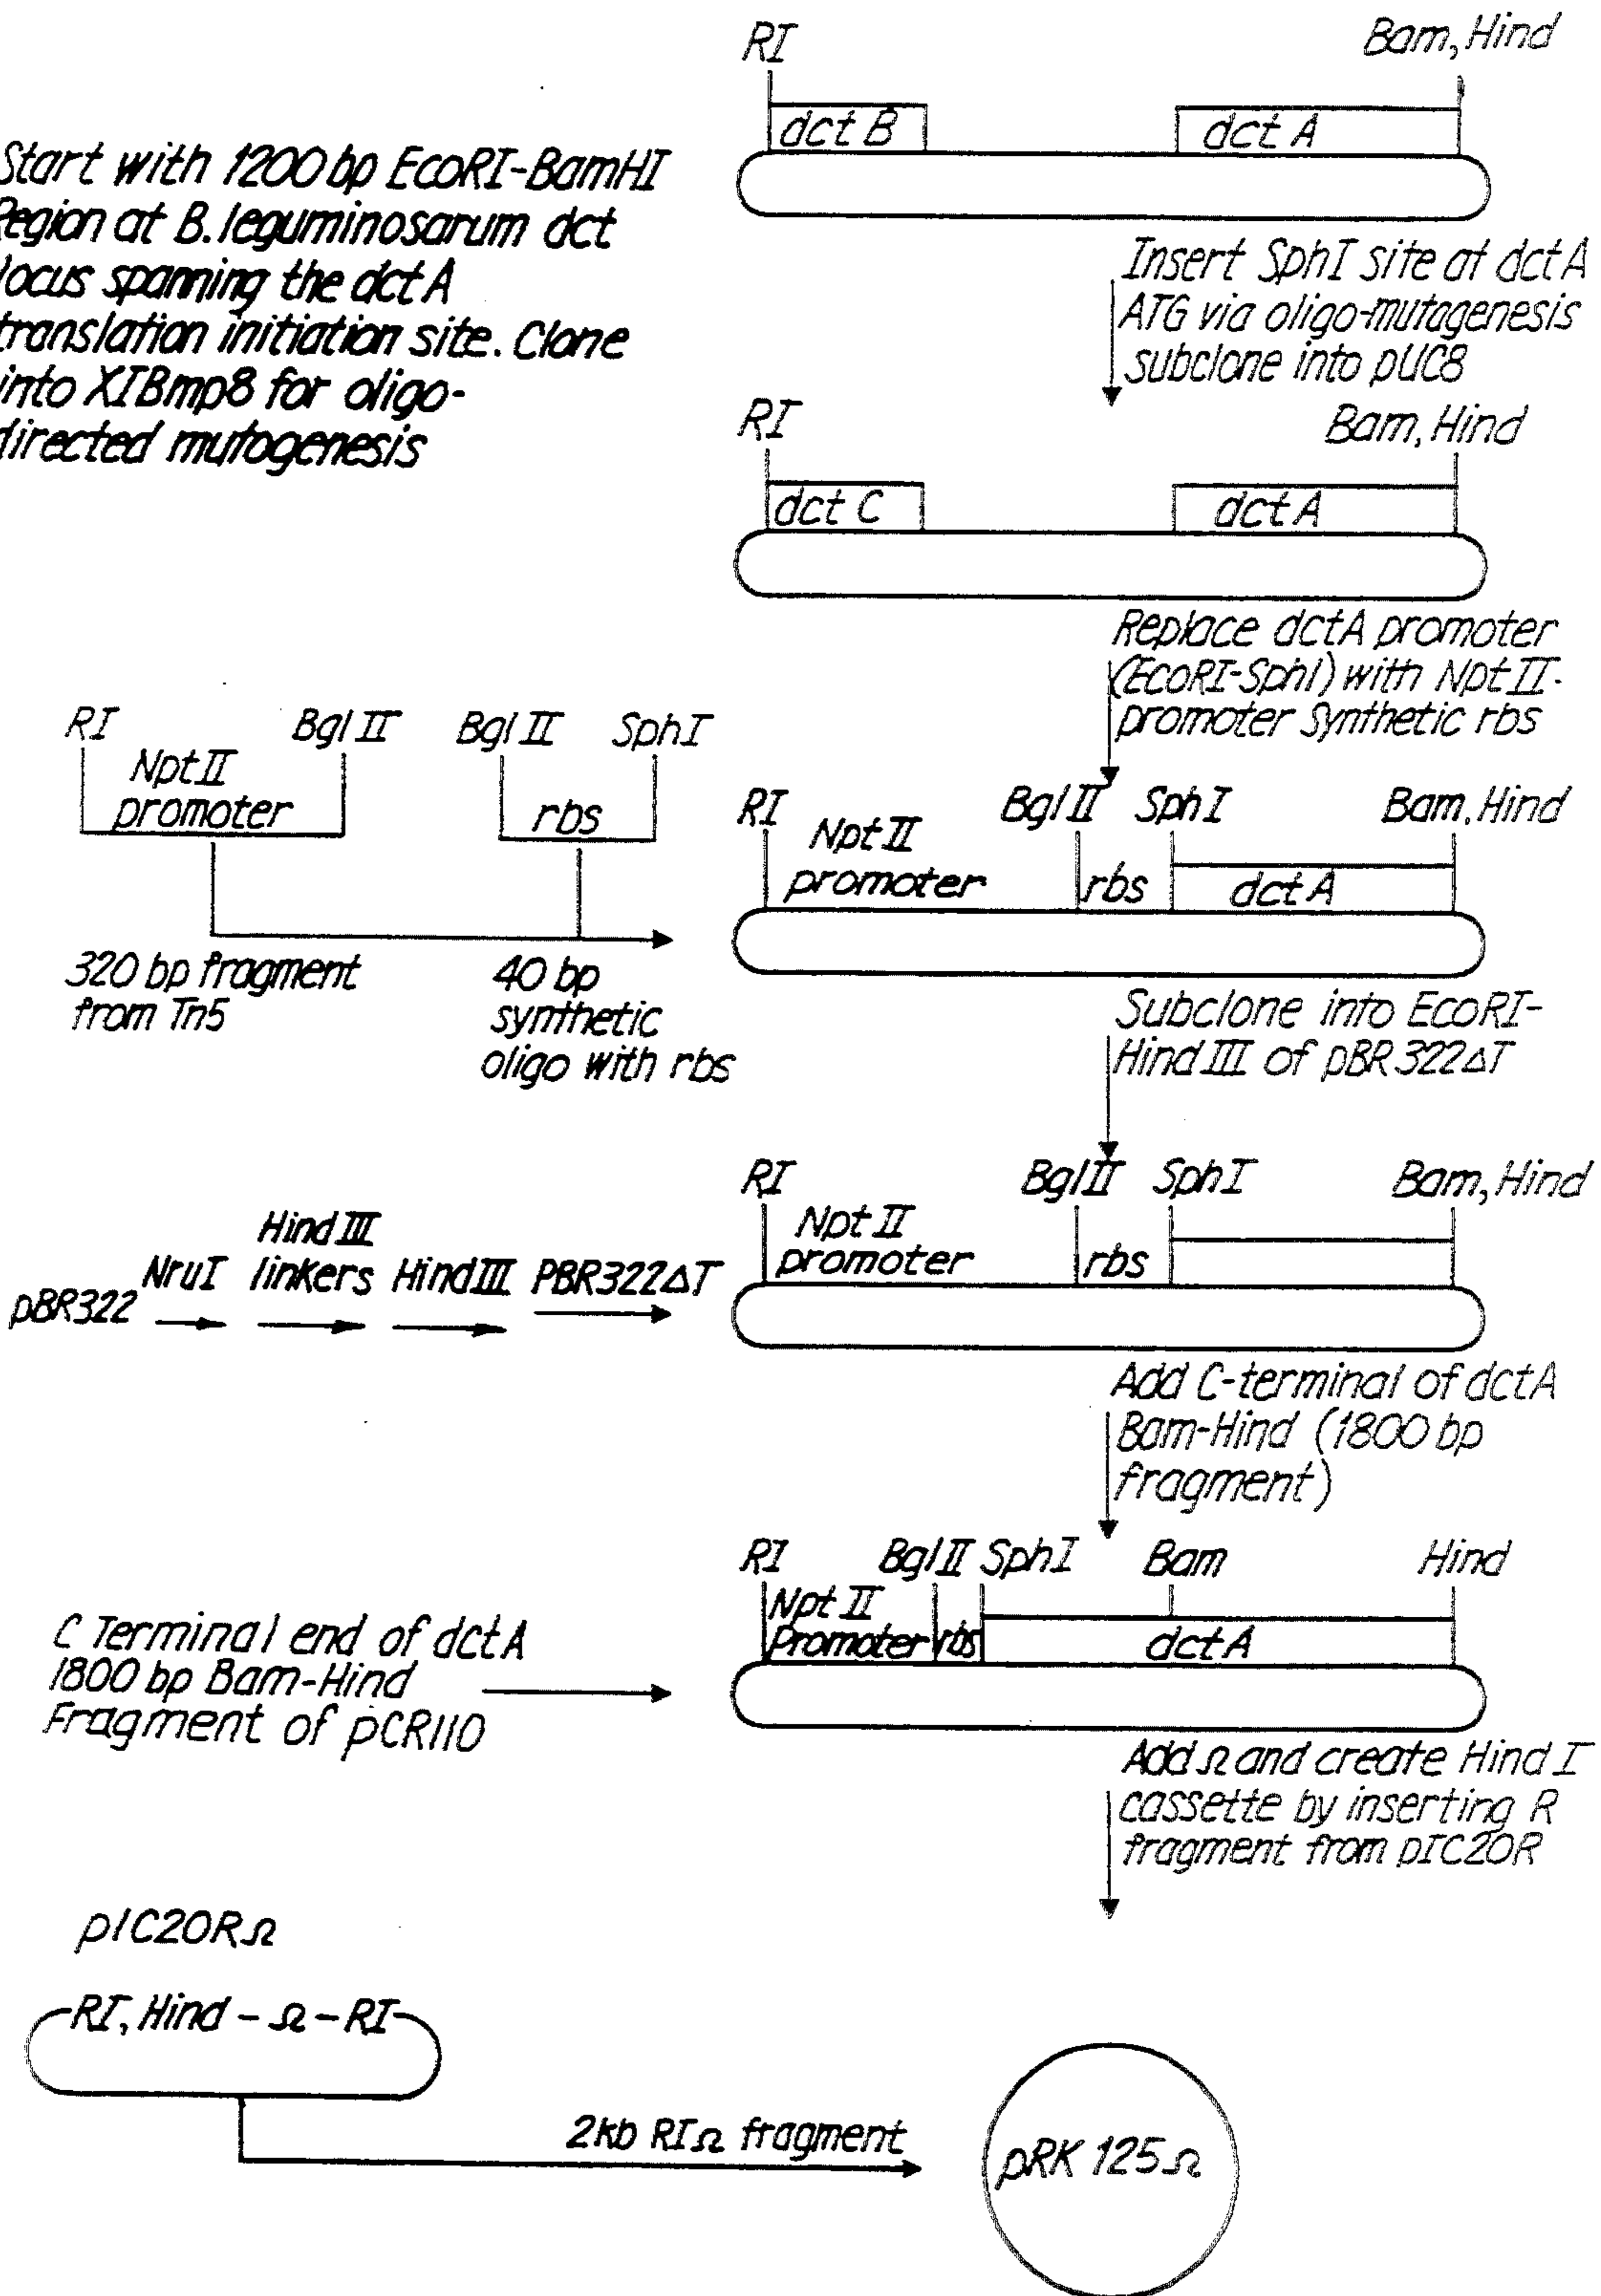 RI
Bam, Hind
dct B
dct A
Start with 1200 bp EcoRI-BamHI
Region at B. leguminosarum dct
locus spanning the dct A
translation initiation site. Clone
into XIBmp8 for oligo-
directed mutogenesis
Insert SphI site at dct A
ATG via oligo-mutagenesis
subclone into pUC8
RI
Bam, Hind
dct C
dct A
Replace dctA promoter
(EcoRI-SphI) with Npt II-
promoter synthetic rbs
RI
Bgl II
Bgl II
SphI
Npt II
promoter
rbs
320 bp fragment
from Tn5
40 bp
synthetic
oligo with rbs
RI
Npt II
promoter
Bgl II
SphI
Bam, Hind
rbs
dct A
Subclone into EcoRI-
Hind III of pBR 322ΔT
RI
Bgl II
SphI
Bam, Hind
Npt II
promoter
rbs
pBR322
NruI
Hind III
linkers
Hind III
PBR322ΔT
Add C-terminal of dctA
Bam-Hind (1800 bp
fragment)
RI
Bgl II
SphI
Bam
Hind
Npt II
Promoter
rbs
dct A
C Terminal end of dctA
1800 bp Bam-Hind
Fragment of pCR110
Add Ω and create Hind I
cassette by inserting R
fragment from pIC20R
pIC20RΩ
RI, Hind - Ω - RI
2kb RIΩ fragment
pRK 125Ω